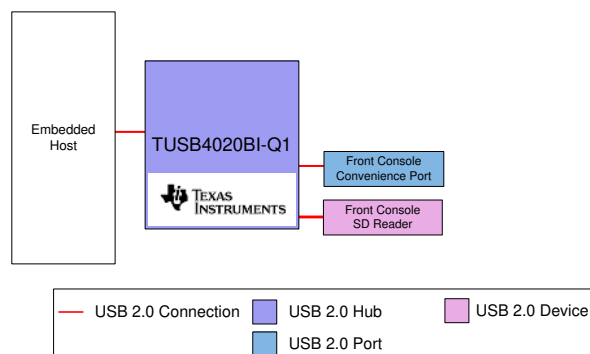 Embedded
Host
TUSB4020BI-Q1
TEXAS
INSTRUMENTS
Front Console
Convenience Port
Front Console
SD Reader
USB 2.0 Connection
USB 2.0 Hub
USB 2.0 Device
USB 2.0 Port